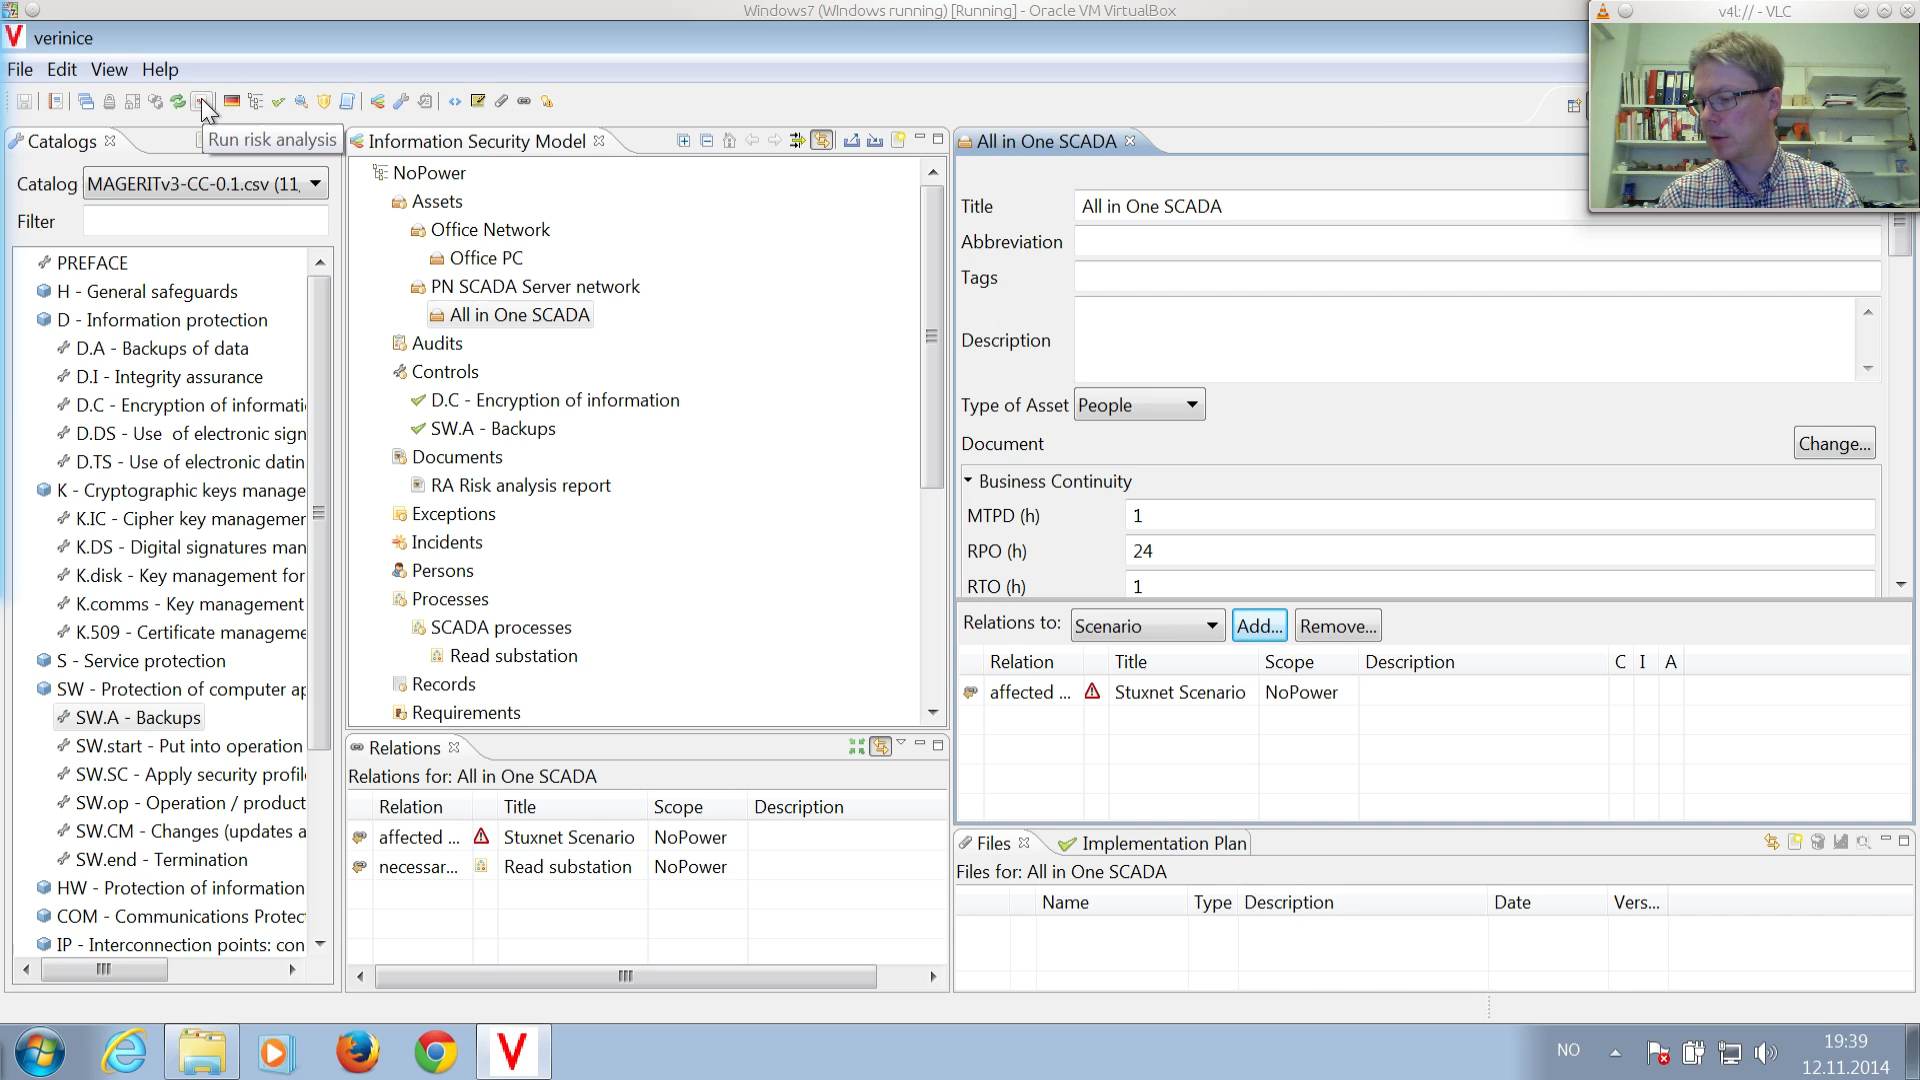 Windows7 (WIndows running) [Running] - Oracle VM VirtualBox
v4l:// - VLC
verinice
File Edit View Help
Run risk analysis
Catalogs
Catalog MAGERITv3-CC-0.1.csv (11,
Filter
PREFACE
H - General safeguards
D - Information protection
D.A - Backups of data
D.I - Integrity assurance
D.C - Encryption of informati
D.DS - Use of electronic sign
D.TS - Use of electronic datin
K - Cryptographic keys manage
K.IC - Cipher key managemer
K.DS - Digital signatures man
K.disk - Key management for
K.comms - Key management
K.509 - Certificate manageme
S - Service protection
SW - Protection of computer ap
SW.A - Backups
SW.start - Put into operation
SW.SC - Apply security profil
SW.op - Operation / product
SW.CM - Changes (updates a
SW.end - Termination
HW - Protection of information
COM - Communications Protec
IP - Interconnection points: con
Information Security Model
NoPower
Assets
Office Network
Office PC
PN SCADA Server network
All in One SCADA
Audits
Controls
D.C - Encryption of information
SW.A - Backups
Documents
RA Risk analysis report
Exceptions
Incidents
Persons
Processes
SCADA processes
Read substation
Records
Requirements
Relations
Relations for: All in One SCADA
Relation Title Scope Description
affected ... Stuxnet Scenario NoPower
necessar... Read substation NoPower
All in One SCADA
Title All in One SCADA
Abbreviation
Tags
Description
Type of Asset People
Document Change...
Business Continuity
MTPD (h) 1
RPO (h) 24
RTO (h) 1
Relations to: Scenario Add... Remove...
Relation Title Scope Description C I A
affected ... Stuxnet Scenario NoPower
Files Implementation Plan
Files for: All in One SCADA
Name Type Description Date Vers...
NO
19:39
12.11.2014